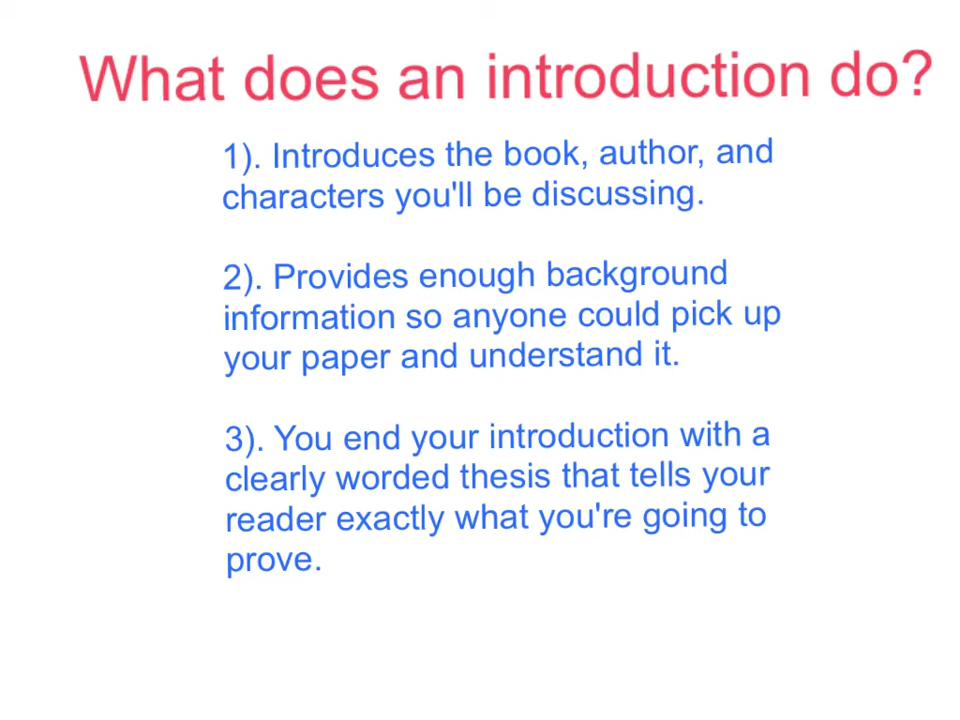 What does an introduction do?
1). Introduces the book, author, and
characters you'll be discussing.
2). Provides enough background
information so anyone could pick up
your paper and understand it.
3). You end your introduction with a
clearly worded thesis that tells your
reader exactly what you're going to
prove.